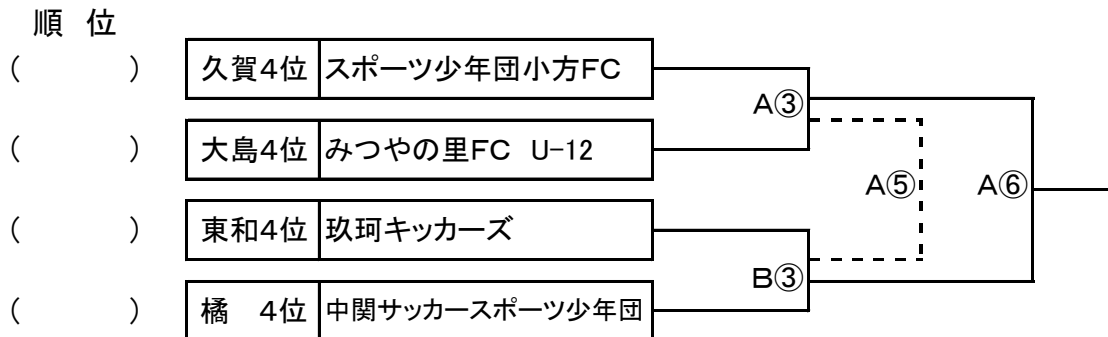 順 位
(　　　) 久賀4位 スポーツ少年団小方FC
A③
(　　　) 大島4位 みつやの里FC U-12
A⑤ A⑥
(　　　) 東和4位 玖珂キッカーズ
B③
(　　　) 橘 4位 中関サッカースポーツ少年団